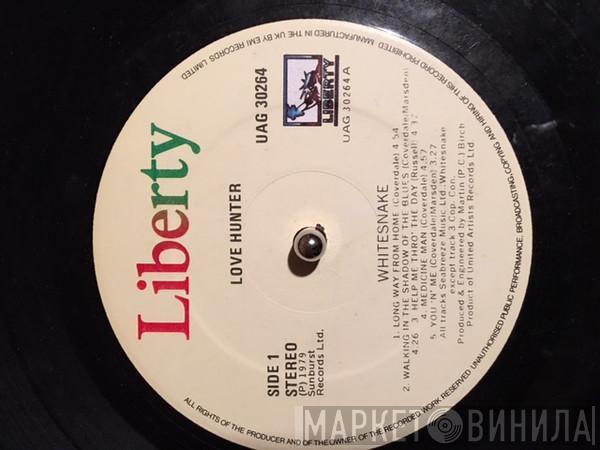 Liberty
LOVE HUNTER
UAG 30264
LIBERTY
UAG 30264 A
SIDE 1
STEREO
(P) 1979
Sunburst
Records Ltd.
WHITESNAKE
1. LONG WAY FROM HOME (Coverdale) 4:54
2. WALKING IN THE SHADOW OF THE BLUES (Coverdale/Marsden)
4:26 3. HELP ME THRO' THE DAY (Russell) 4:37
4. MEDICINE MAN (Coverdale) 4:57
5. YOU 'N' ME (Coverdale/Marsden) 3.27
All tracks Seabreeze Music Ltd./Whitesnake
except track 3 Cop. Con.
Produced & Engineered by Martin (P.C.) Birch
Product of United Artists Records Ltd
ALL RIGHTS OF THE PRODUCER AND OF THE OWNER OF THE RECORDED WORK RESERVED UNAUTHORISED PUBLIC PERFORMANCE, BROADCASTING, COPYING AND HIRING OF THIS RECORD PROHIBITED. MANUFACTURED IN THE UK BY EMI RECORDS LIMITED
МАРКЕТ ВИНИЛА